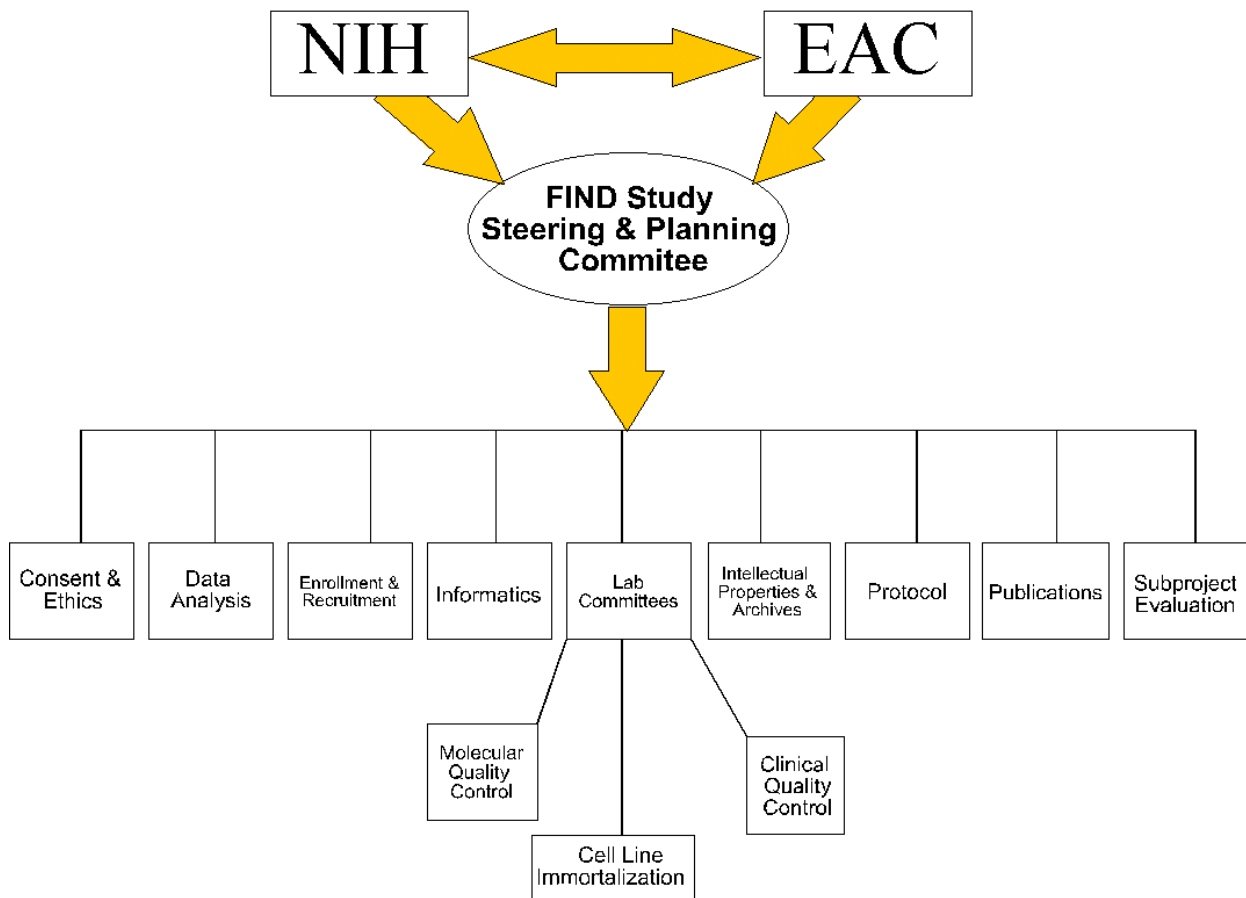 NIH
EAC
FIND Study
Steering & Planning
Commitee
Consent &
Ethics
Data
Analysis
Enrollment &
Recruitment
Informatics
Lab
Committees
Intellectual
Properties &
Archives
Protocol
Publications
Subproject
Evaluation
Molecular
Quality
Control
Clinical
Quality
Control
Cell Line
Immortalization